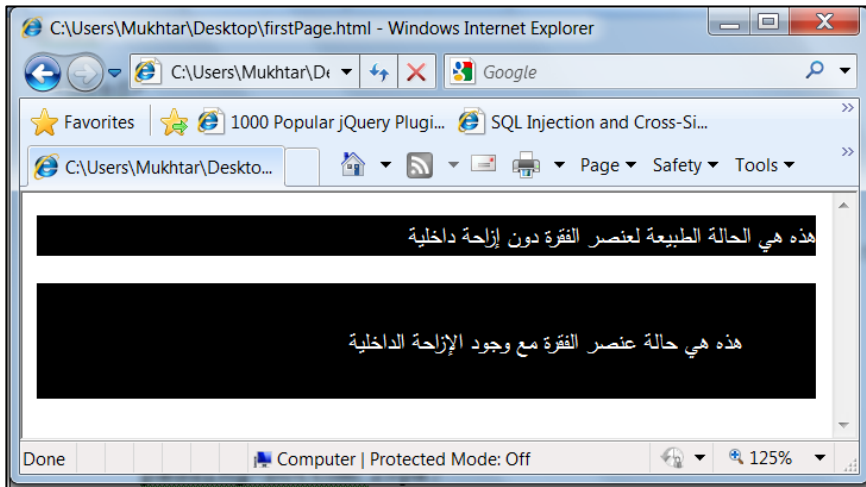 C:\Users\Mukhtar\Desktop\firstPage.html - Windows Internet Explorer
C:\Users\Mukhtar\De
Google
Favorites 1000 Popular jQuery Plugi... SQL Injection and Cross-Si...
C:\Users\Mukhtar\Deskto... Page Safety Tools
هذه هي الحالة الطبيعة لعنصر الفقرة دون إزاحة داخلية
هذه هي حالة عنصر الفقرة مع وجود الإزاحة الداخلية
Done Computer | Protected Mode: Off 125%